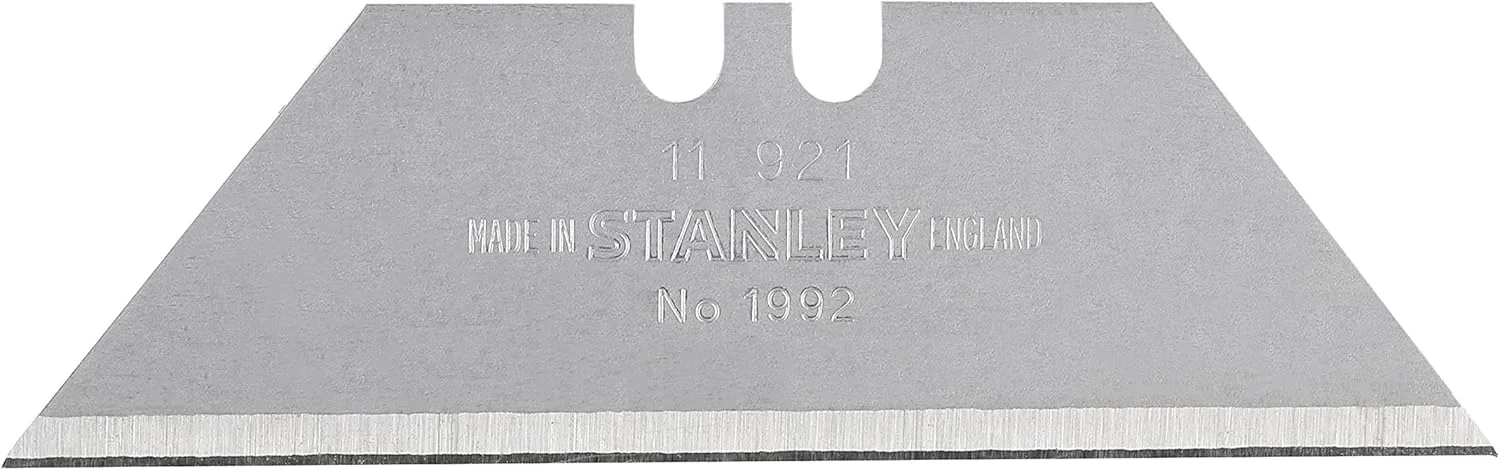 11 921
MADE IN STANLEY ENGLAND
No 1992